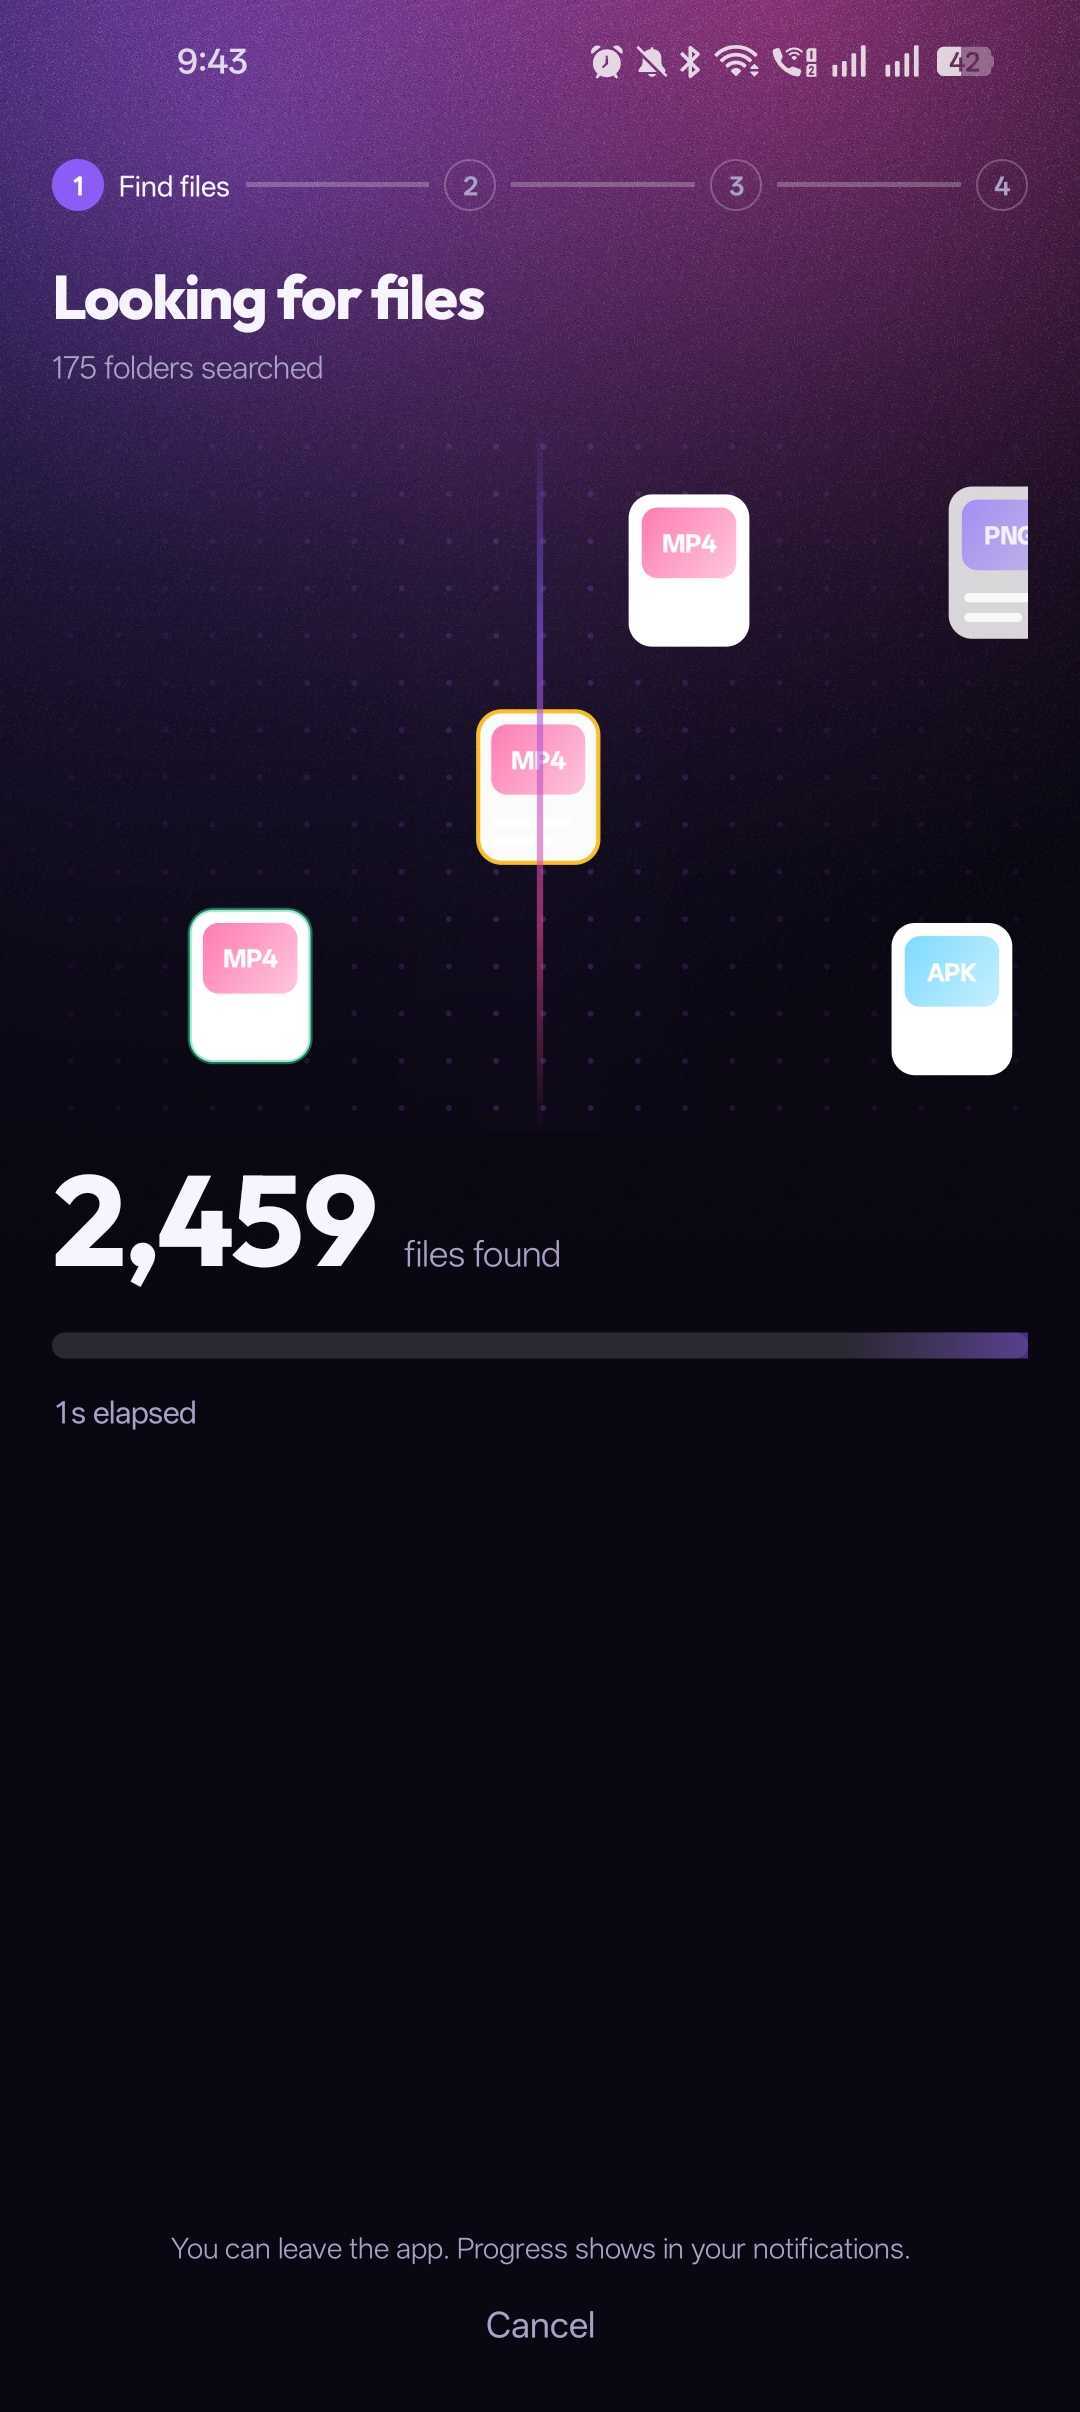 9:43
42
1 Find files 2 3 4
Looking for files
175 folders searched
MP4
PNG
MP4
MP4
APK
2,459 files found
1s elapsed
You can leave the app. Progress shows in your notifications.
Cancel